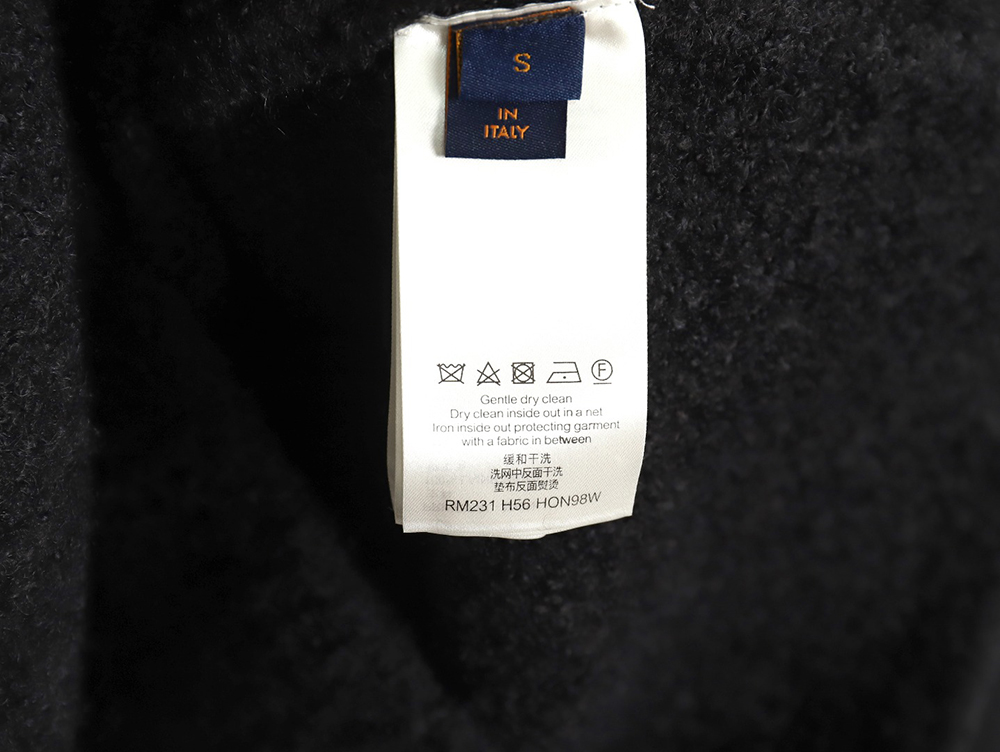 S
IN
ITALY
F
Gentle dry clean
Dry clean inside out in a net
Iron inside out protecting garment
with a fabric in between
缓和干洗
洗网中反面干洗
垫布反面熨烫
RM231 H56 HON98W